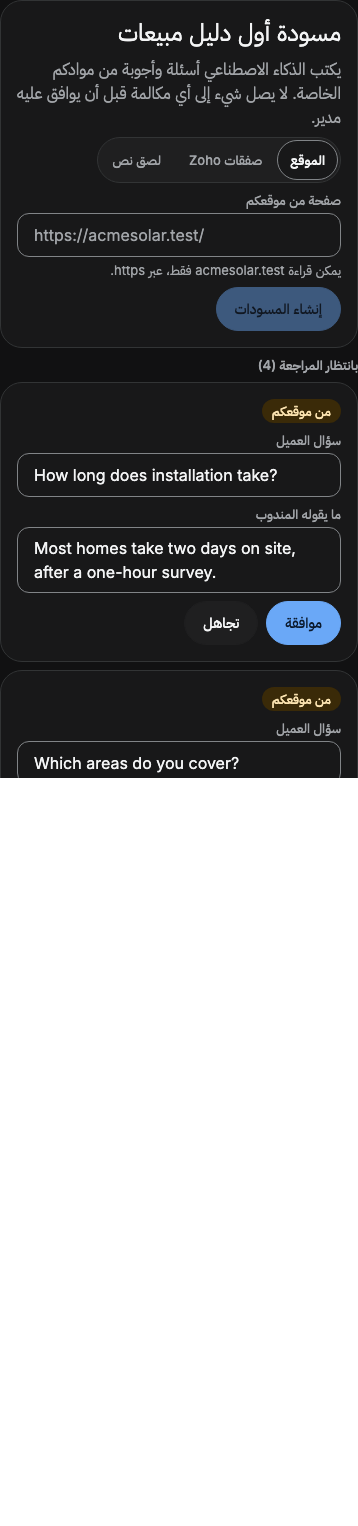 مسودة أول دليل مبيعات
يكتب الذكاء الاصطناعي أسئلة وأجوبة من موادكم
الخاصة. لا يصل شيء إلى أي مكالمة قبل أن يوافق عليه
مدير.
الموقع
صفقات Zoho
لصق نص
صفحة من موقعكم
https://acmesolar.test/
يمكن قراءة acmesolar.test فقط، عبر https.
إنشاء المسودات
بانتظار المراجعة (4)
من موقعكم
سؤال العميل
How long does installation take?
ما يقوله المندوب
Most homes take two days on site,
after a one-hour survey.
موافقة
تجاهل
من موقعكم
سؤال العميل
Which areas do you cover?